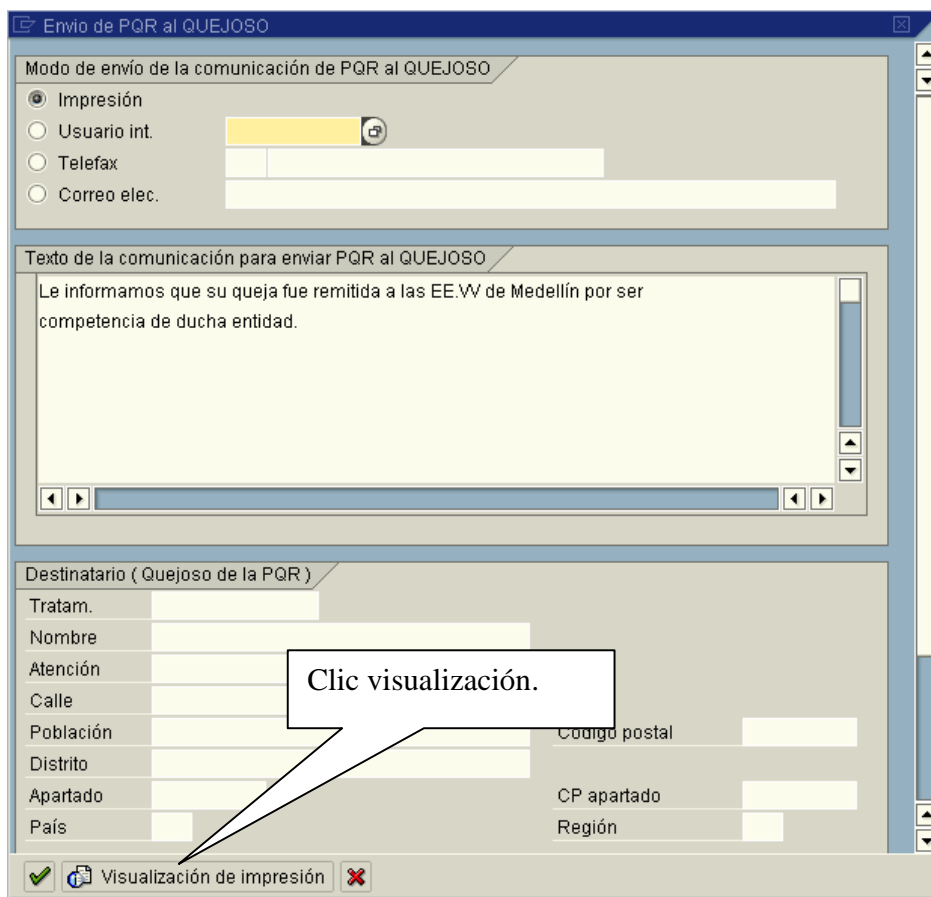 Envio de PQR al QUEJOSO
Modo de envío de la comunicación de PQR al QUEJOSO
Impresión
Usuario int.
Telefax
Correo elec.
Texto de la comunicación para enviar PQR al QUEJOSO
Le informamos que su queja fue remitida a las EE.VV de Medellín por ser
competencia de ducha entidad.
Destinatario ( Quejoso de la PQR )
Tratam.
Nombre
Atención
Clic visualización.
Calle
Población Código postal
Distrito
Apartado CP apartado
País Región
Visualización de impresión